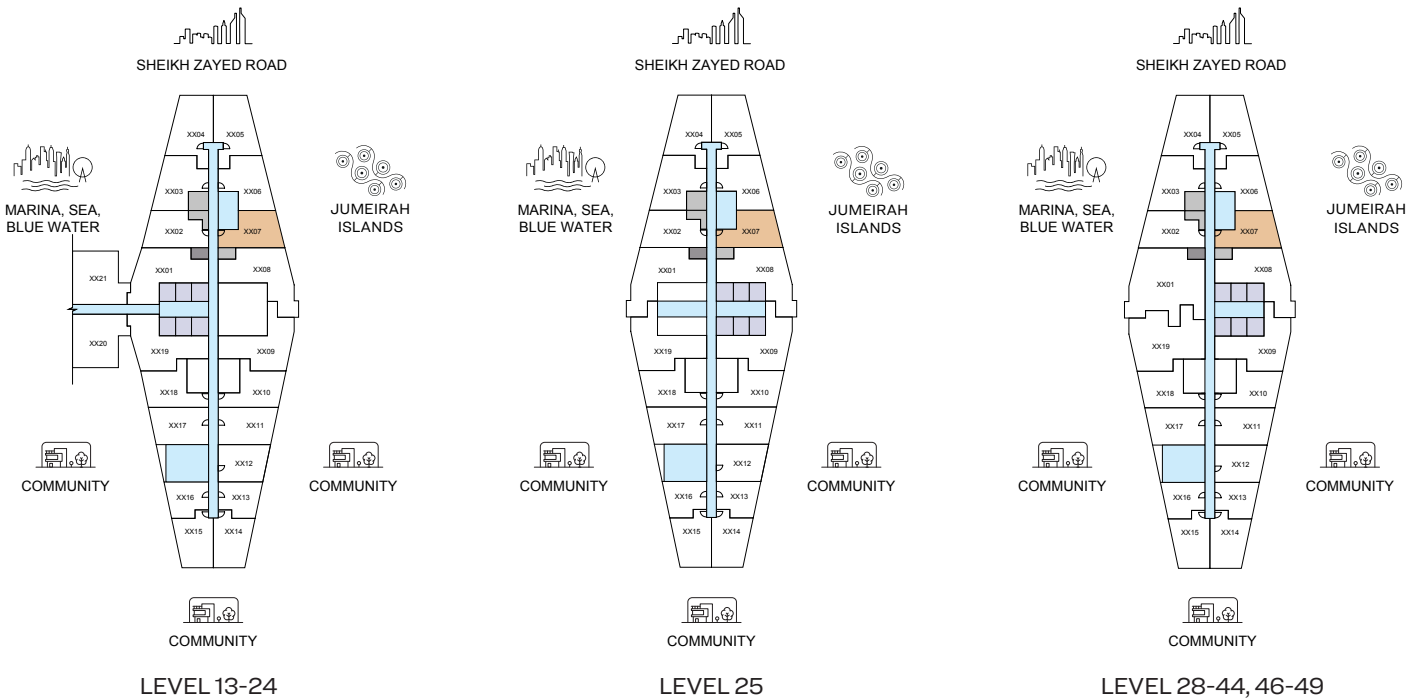 SHEIKH ZAYED ROAD
MARINA, SEA,
BLUE WATER
JUMEIRAH
ISLANDS
XX04
XX05
XX03
XX06
XX02
XX07
XX21
XX01
XX08
XX20
XX19
XX09
XX18
XX10
XX17
XX11
XX12
XX16
XX13
XX15
XX14
COMMUNITY
COMMUNITY
COMMUNITY
LEVEL 13-24
SHEIKH ZAYED ROAD
MARINA, SEA,
BLUE WATER
JUMEIRAH
ISLANDS
XX04
XX05
XX03
XX06
XX02
XX07
XX01
XX08
XX19
XX09
XX18
XX10
XX17
XX11
XX12
XX16
XX13
XX15
XX14
COMMUNITY
COMMUNITY
COMMUNITY
LEVEL 25
SHEIKH ZAYED ROAD
MARINA, SEA,
BLUE WATER
JUMEIRAH
ISLANDS
XX04
XX05
XX03
XX06
XX02
XX07
XX01
XX08
XX19
XX09
XX18
XX10
XX17
XX11
XX12
XX16
XX13
XX15
XX14
COMMUNITY
COMMUNITY
COMMUNITY
LEVEL 28-44, 46-49